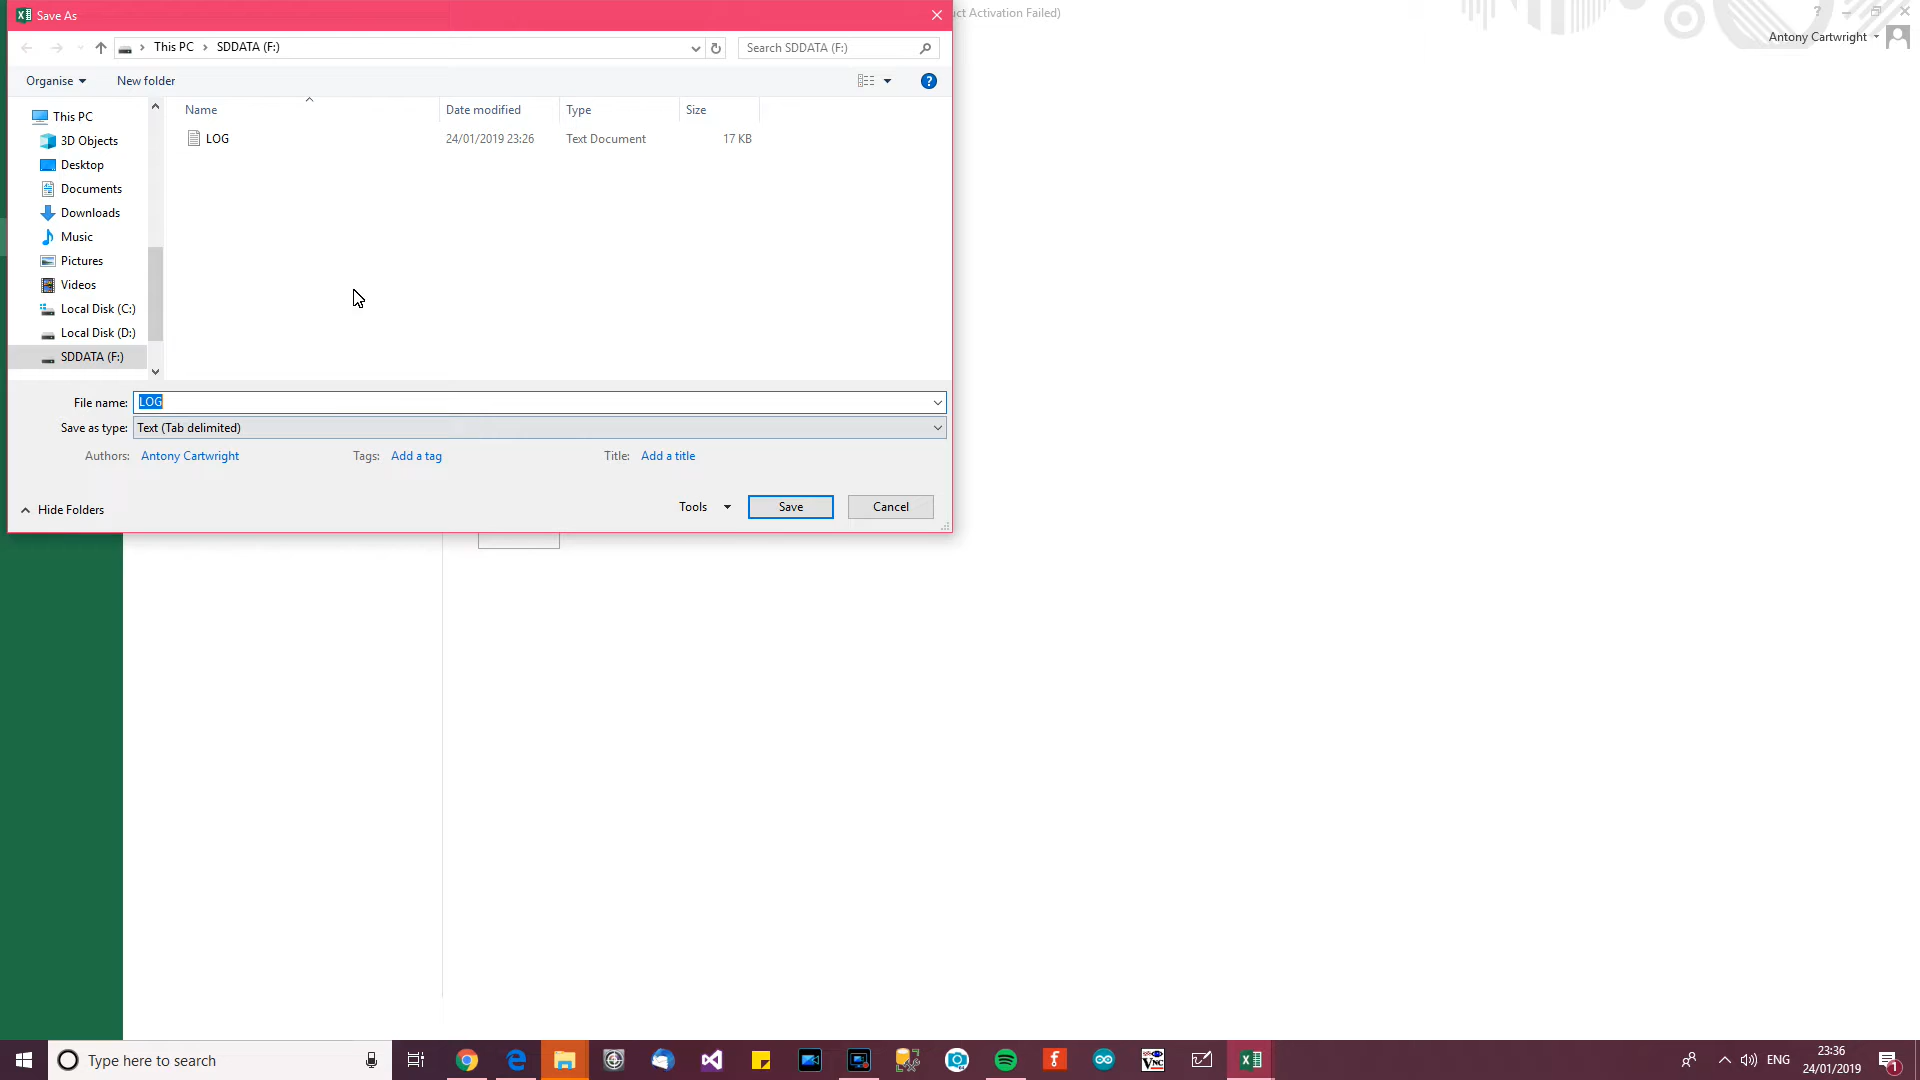 Save As
uct Activation Failed)
?
Antony Cartwright
This PC
SDDATA (F:)
Search SDDATA (F:)
Organise
New folder
?
Name
Date modified
Type
Size
LOG
24/01/2019 23:26
Text Document
17 KB
This PC
3D Objects
Desktop
Documents
Downloads
Music
Pictures
Videos
Local Disk (C:)
Local Disk (D:)
SDDATA (F:)
File name: LOG
Save as type: Text (Tab delimited)
Authors: Antony Cartwright
Tags: Add a tag
Title: Add a title
Hide Folders
Tools
Save
Cancel
Type here to search
ENG
23:36
24/01/2019
1